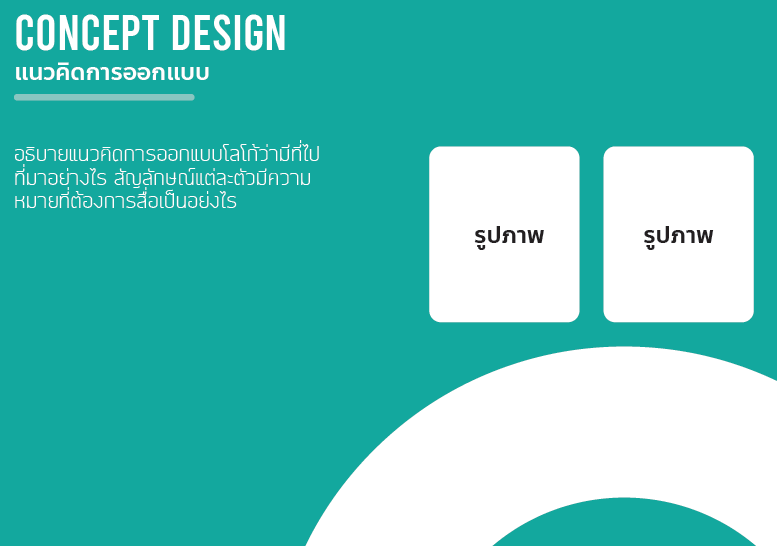 CONCEPT DESIGN
แนวคิดการออกแบบ
อธิบายแนวคิดการออกแบบโลโก้ว่ามีที่ไป
ที่มาอย่างไร สัญลักษณ์แต่ละตัวมีความ
หมายที่ต้องการสื่อเป็นอย่งไร
รูปภาพ
รูปภาพ